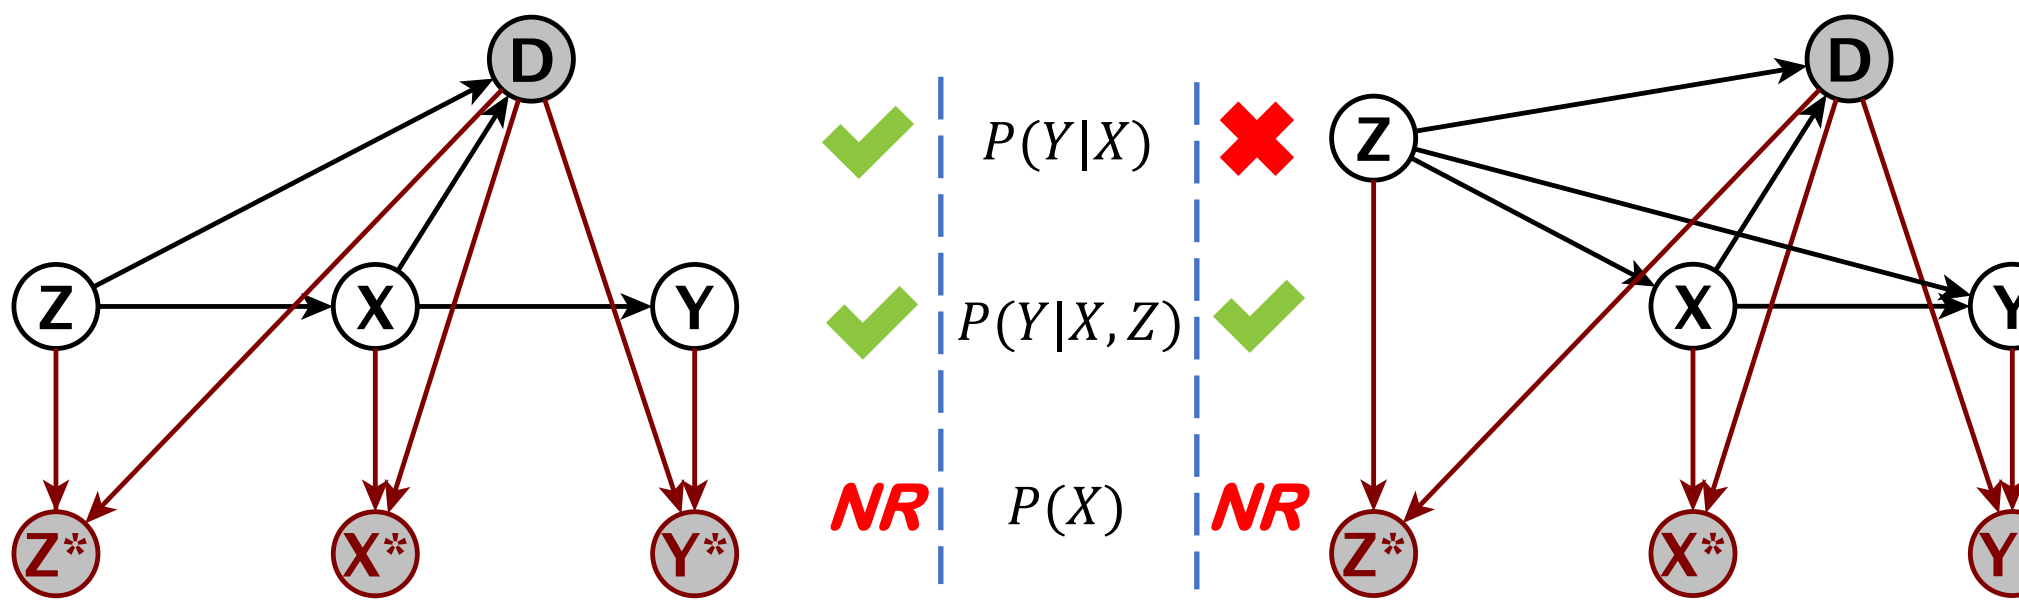 D
Z X Y
Z* X* Y*
P(Y|X)
P(Y|X,Z)
NR P(X) NR
D
Z
X Y
Z* X* Y